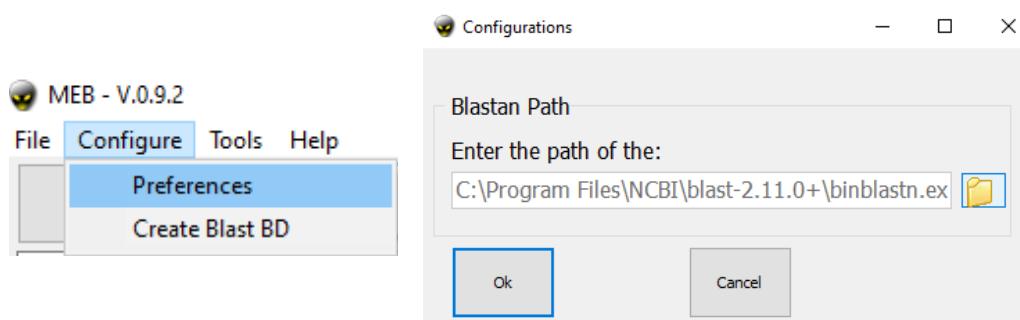 MEB - V.0.9.2
File Configure Tools Help
Preferences
Create Blast BD
Configurations
Blastan Path
Enter the path of the:
C:\Program Files\NCBI\blast-2.11.0+\binblastn.ex
Ok Cancel